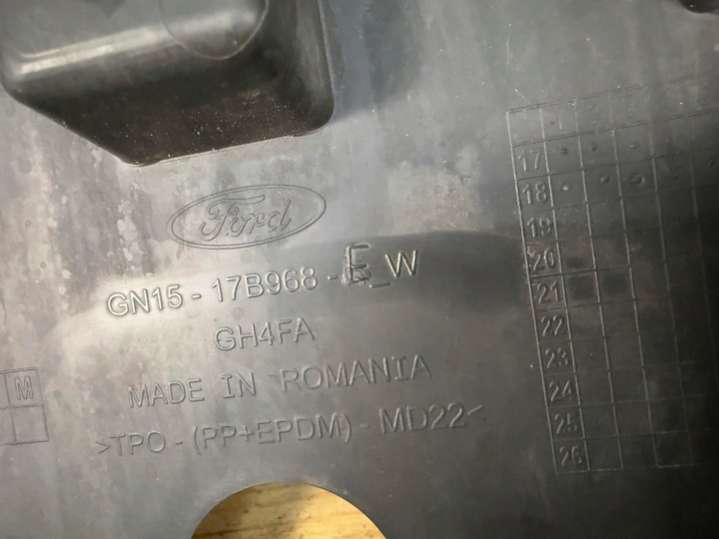 Ford
GN15 - 17B968 - E_W
GH4FA
MADE IN ROMANIA
>TPO - (PP+EPDM) - MD22<
M
17
18
19
20
21
22
23
24
25
26